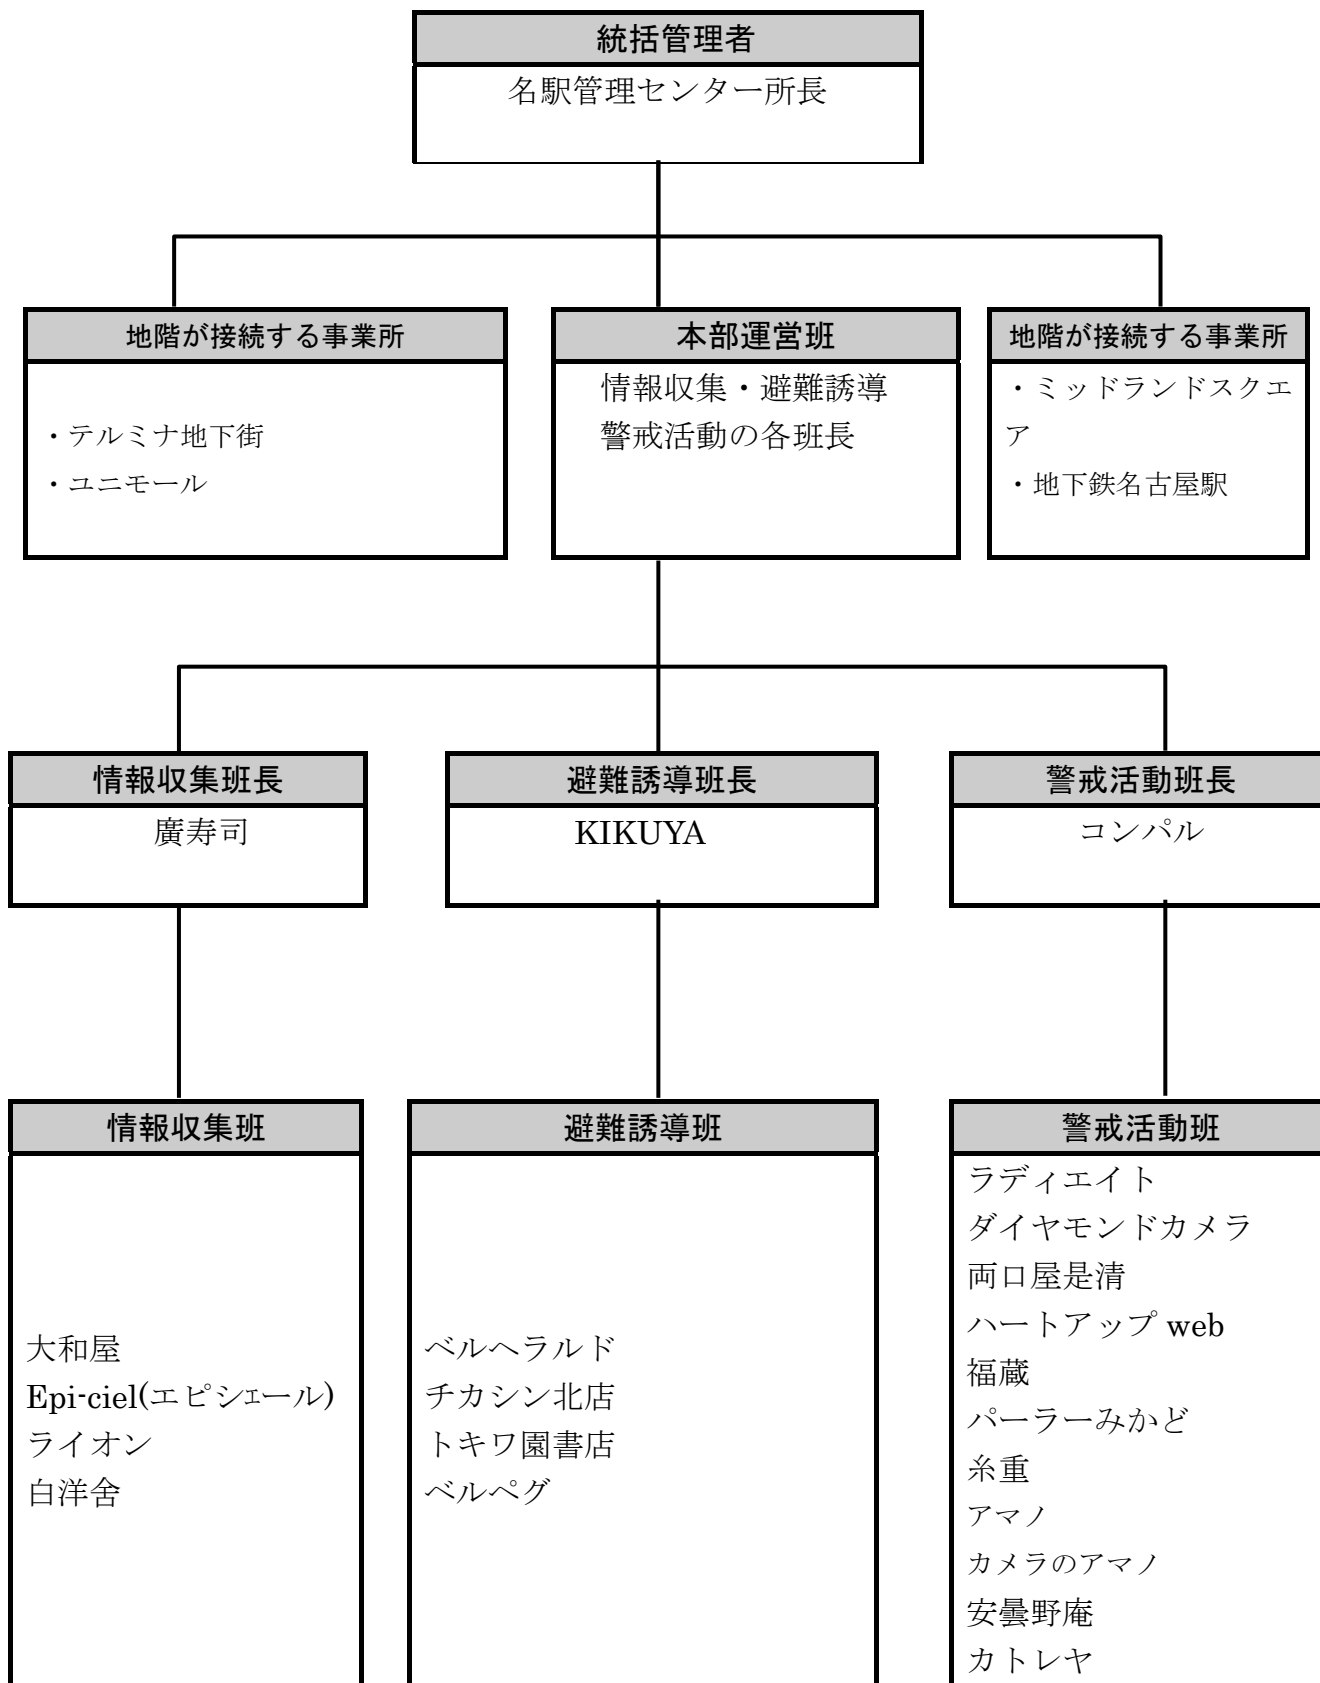 統括管理者
名駅管理センター所長
地階が接続する事業所
・テルミナ地下街
・ユニモール
本部運営班
情報収集・避難誘導
警戒活動の各班長
地階が接続する事業所
・ミッドランドスクエ
ア
・地下鉄名古屋駅
情報収集班長
廣寿司
避難誘導班長
KIKUYA
警戒活動班長
コンパル
情報収集班
大和屋
Epi-ciel(エピシェール)
ライオン
白洋舍
避難誘導班
ベルヘラルド
チカシン北店
トキワ園書店
ベルペグ
警戒活動班
ラディエイト
ダイヤモンドカメラ
両口屋是清
ハートアップ web
福蔵
パーラーみかど
糸重
アマノ
カメラのアマノ
安曇野庵
カトレヤ